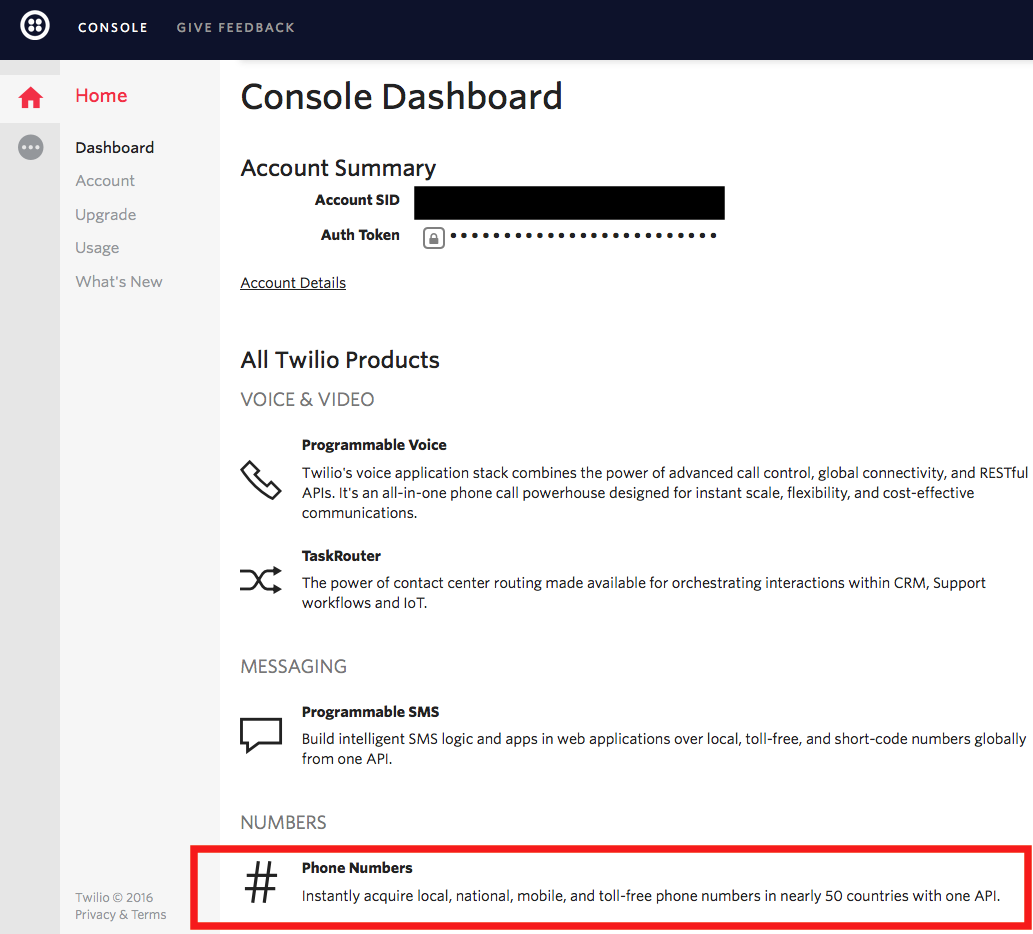 CONSOLE GIVE FEEDBACK
Home
Dashboard
Account
Upgrade
Usage
What's New
Twilio © 2016
Privacy & Terms
Console Dashboard
Account Summary
Account SID
Auth Token
Account Details
All Twilio Products
VOICE & VIDEO
Programmable Voice
Twilio's voice application stack combines the power of advanced call control, global connectivity, and RESTful
APIs. It's an all-in-one phone call powerhouse designed for instant scale, flexibility, and cost-effective
communications.
TaskRouter
The power of contact center routing made available for orchestrating interactions within CRM, Support
workflows and IoT.
MESSAGING
Programmable SMS
Build intelligent SMS logic and apps in web applications over local, toll-free, and short-code numbers globally
from one API.
NUMBERS
#
Phone Numbers
Instantly acquire local, national, mobile, and toll-free phone numbers in nearly 50 countries with one API.